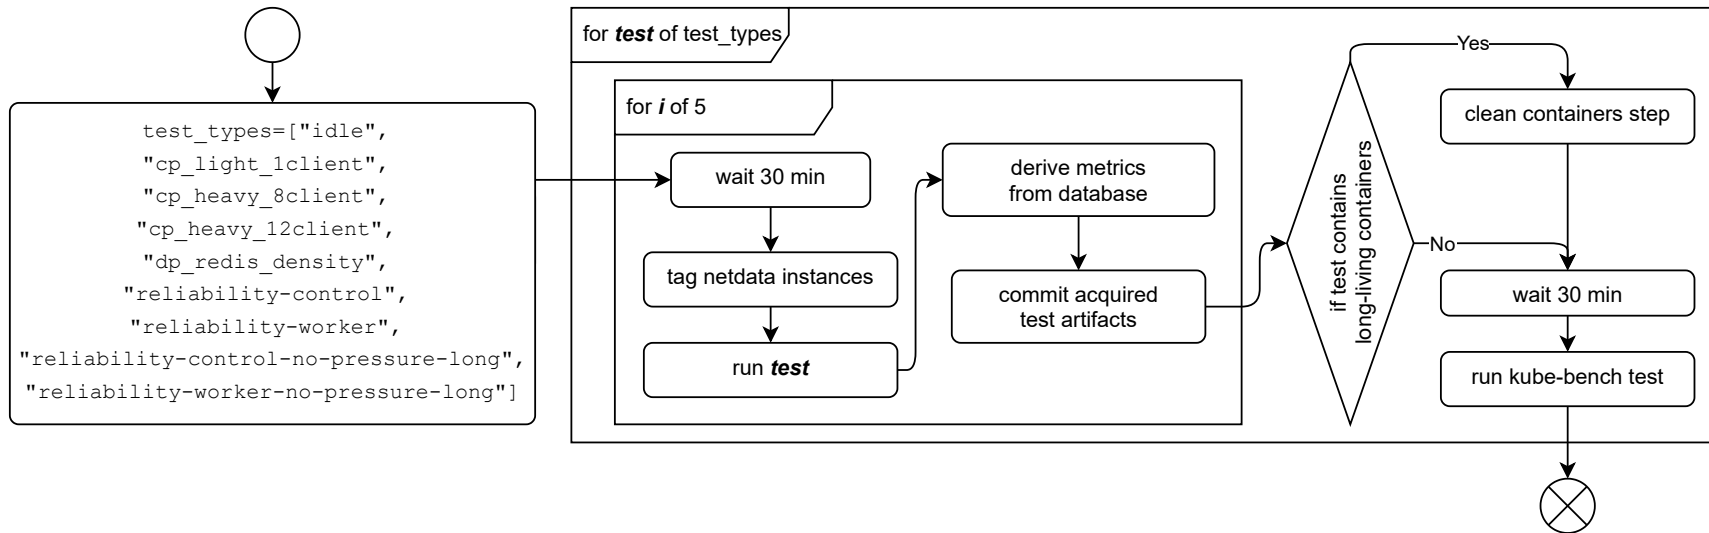 test_types=["idle",
"cp_light_1client",
"cp_heavy_8client",
"cp_heavy_12client",
"dp_redis_density",
"reliability-control",
"reliability-worker",
"reliability-control-no-pressure-long",
"reliability-worker-no-pressure-long"]
for test of test_types
for i of 5
wait 30 min
tag netdata instances
run test
derive metrics
from database
commit acquired
test artifacts
if test contains
long-living containers
Yes
clean containers step
No
wait 30 min
run kube-bench test